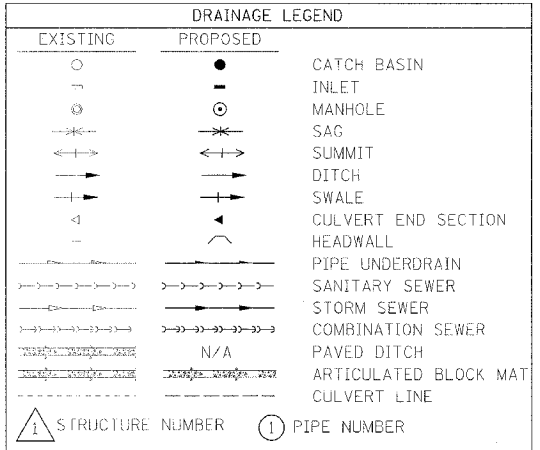 DRAINAGE LEGEND
EXISTING PROPOSED
CATCH BASIN
INLET
MANHOLE
SAG
SUMMIT
DITCH
SWALE
CULVERT END SECTION
HEADWALL
PIPE UNDERDRAIN
SANITARY SEWER
STORM SEWER
COMBINATION SEWER
N/A PAVED DITCH
ARTICULATED BLOCK MAT
CULVERT LINE
1 STRUCTURE NUMBER 1 PIPE NUMBER